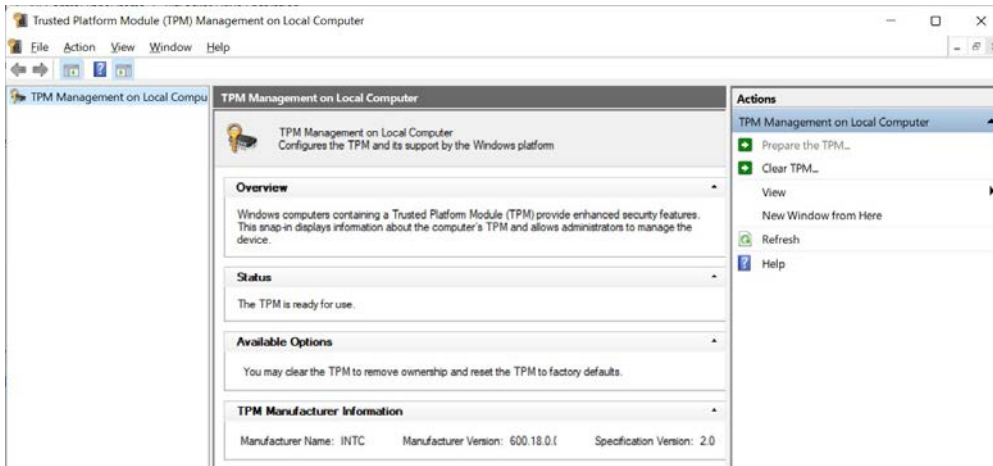 Trusted Platform Module (TPM) Management on Local Computer
File Action View Window Help
TPM Management on Local Compu
TPM Management on Local Computer
TPM Management on Local Computer
Configures the TPM and its support by the Windows platform
Overview
Windows computers containing a Trusted Platform Module (TPM) provide enhanced security features.
This snap-in displays information about the computer's TPM and allows administrators to manage the
device.
Status
The TPM is ready for use.
Available Options
You may clear the TPM to remove ownership and reset the TPM to factory defaults.
TPM Manufacturer Information
Manufacturer Name: INTC Manufacturer Version: 600.18.0.( Specification Version: 2.0
Actions
TPM Management on Local Computer
Prepare the TPM...
Clear TPM...
View
New Window from Here
Refresh
Help